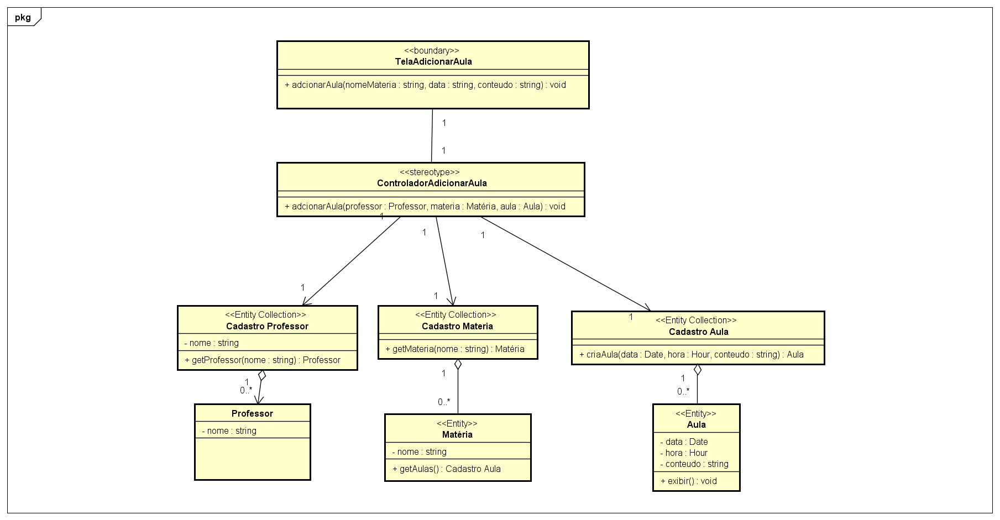 pkg
<<boundary>>
TelaAdicionarAula
+ adcionarAula(nomeMateria : string, data : string, conteudo : string) : void
1
1
<<stereotype>>
ControladorAdicionarAula
+ adcionarAula(professor : Professor, materia : Matéria, aula : Aula) : void
1
1
1
1
1
1
<<Entity Collection>>
Cadastro Professor
- nome : string
+ getProfessor(nome : string) : Professor
<<Entity Collection>>
Cadastro Materia
+ getMateria(nome : string) : Matéria
<<Entity Collection>>
Cadastro Aula
+ criaAula(data : Date, hora : Hour, conteudo : string) : Aula
1
0..*
1
0..*
1
0..*
Professor
- nome : string
<<Entity>>
Matéria
- nome : string
+ getAulas() : Cadastro Aula
<<Entity>>
Aula
- data : Date
- hora : Hour
- conteudo : string
+ exibir() : void